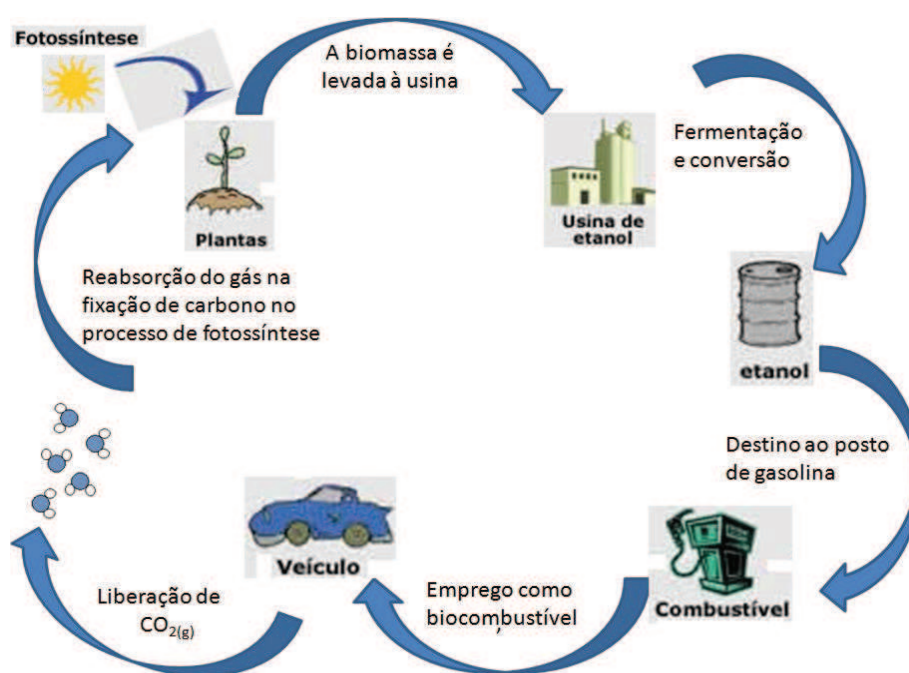 Fotossíntese
A biomassa é
levada à usina
Fermentação
e conversão
Plantas
Usina de
etanol
Reabsorção do gás na
fixação de carbono no
processo de fotossíntese
etanol
Destino ao posto
de gasolina
Veículo
Combustível
Emprego como
biocombustível
Liberação de
CO₂(g)